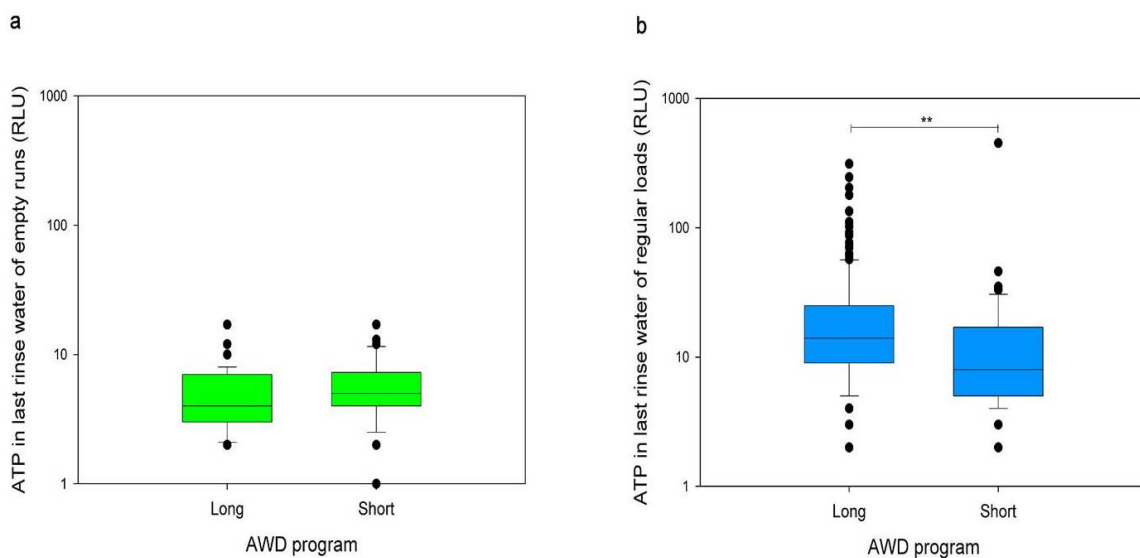 a
ATP in last rinse water of empty runs (RLU)
1000
100
10
1
Long
Short
AWD program
b
ATP in last rinse water of regular loads (RLU)
1000
100
10
1
**
Long
Short
AWD program